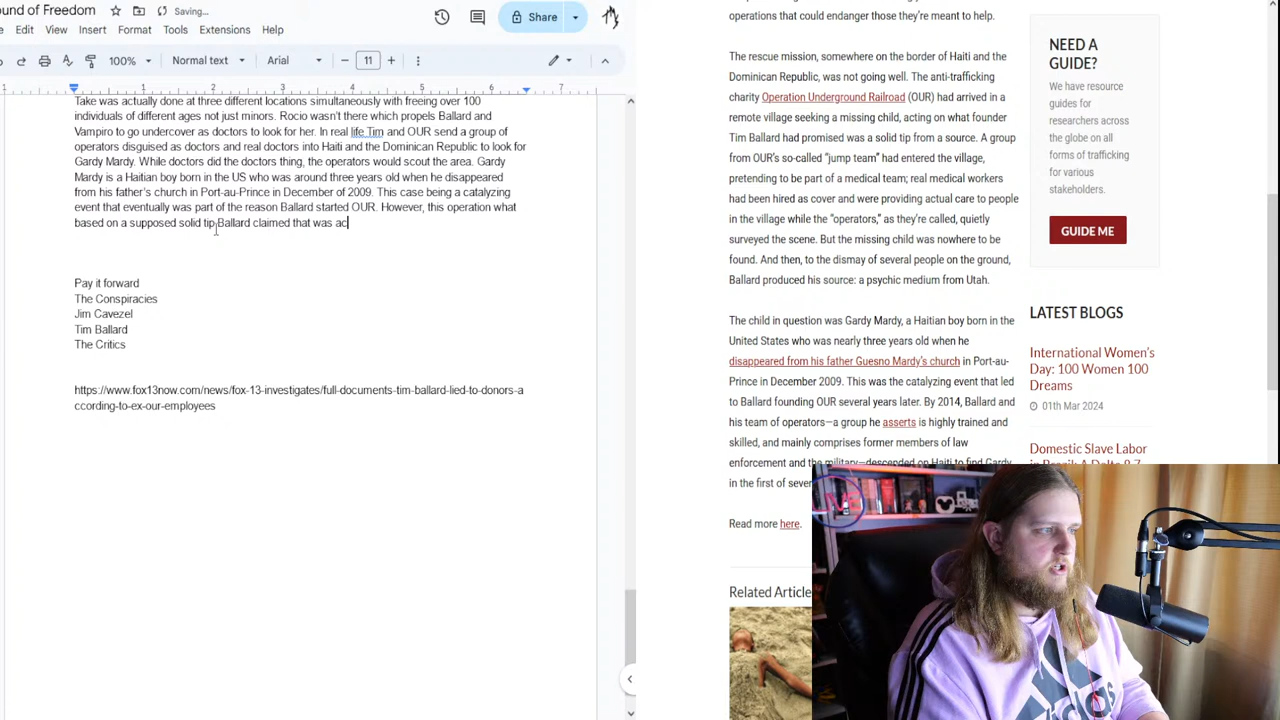 ound of Freedom
Saving...
Edit View Insert Format Tools Extensions Help
Share
100% Normal text Arial 11
1 1 2 3 4 5 6 7
Take was actually done at three different locations simultaneously with freeing over 100
individuals of different ages not just minors. Rocio wasn't there which propels Ballard and
Vampiro to go undercover as doctors to look for her. In real life Tim and OUR send a group of
operators disguised as doctors and real doctors into Haiti and the Dominican Republic to look for
Gardy Mardy. While doctors did the doctors thing, the operators would scout the area. Gardy
Mardy is a Haitian boy born in the US who was around three years old when he disappeared
from his father's church in Port-au-Prince in December of 2009. This case being a catalyzing
event that eventually was part of the reason Ballard started OUR. However, this operation what
based on a supposed solid tip Ballard claimed that was ac
Pay it forward
The Conspiracies
Jim Cavezel
Tim Ballard
The Critics
https://www.fox13now.com/news/fox-13-investigates/full-documents-tim-ballard-lied-to-donors-a
ccording-to-ex-our-employees
operations that could endanger those they're meant to help.
The rescue mission, somewhere on the border of Haiti and the
Dominican Republic, was not going well. The anti-trafficking
charity Operation Underground Railroad (OUR) had arrived in a
remote village seeking a missing child, acting on what founder
Tim Ballard had promised was a solid tip from a source. A group
from OUR's so-called "jump team" had entered the village,
pretending to be part of a medical team; real medical workers
had been hired as cover and were providing actual care to people
in the village while the "operators," as they're called, quietly
surveyed the scene. But the missing child was nowhere to be
found. And then, to the dismay of several people on the ground,
Ballard produced his source: a psychic medium from Utah.
The child in question was Gardy Mardy, a Haitian boy born in the
United States who was nearly three years old when he
disappeared from his father Guesno Mardy's church in Port-au-
Prince in December 2009. This was the catalyzing event that led
to Ballard founding OUR several years later. By 2014, Ballard and
his team of operators—a group he asserts is highly trained and
skilled, and mainly comprises former members of law
enforcement and the military—descended on Haiti to find Gardy
in the first of seve
Read more here.
Related Article
NEED A
GUIDE?
We have resource
guides for
researchers across
the globe on all
forms of trafficking
for various
stakeholders.
GUIDE ME
LATEST BLOGS
International Women's
Day: 100 Women 100
Dreams
01th Mar 2024
Domestic Slave Labor
in Brazil: A Delta 8.7